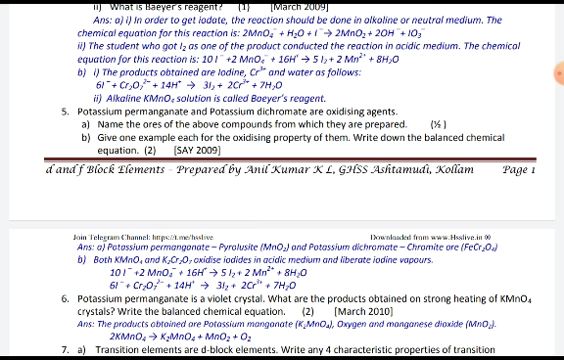 ii) What is Baeyer's reagent? (1) [March 2009]
Ans: a) i) In order to get iodate, the reaction should be done in alkaline or neutral medium. The
chemical equation for this reaction is: 2MnO₄⁻ + H₂O + I⁻ → 2MnO₂ + 2OH⁻ + IO₃⁻
ii) The student who got I₂ as one of the product conducted the reaction in acidic medium. The chemical
equation for this reaction is: 10 I⁻ +2 MnO₄⁻ + 16H⁺ → 5 I₂ + 2 Mn²⁺ + 8H₂O
b) i) The products obtained are Iodine, Cr³⁺ and water as follows:
6I⁻ + Cr₂O₇²⁻ + 14H⁺ → 3I₂ + 2Cr³⁺ + 7H₂O
ii) Alkaline KMnO₄ solution is called Baeyer's reagent.
5. Potassium permanganate and Potassium dichromate are oxidising agents.
a) Name the ores of the above compounds from which they are prepared. (½)
b) Give one example each for the oxidising property of them. Write down the balanced chemical
equation. (2) [SAY 2009]
d and f Block Elements - Prepared by Anil Kumar K L, GHSS Ashtamudi, Kollam Page 1
Join Telegram Channel: https://t.me/hsslive Downloaded from www.Hsslive.in ®
Ans: a) Potassium permanganate – Pyrolusite (MnO₂) and Potassium dichromate – Chromite ore (FeCr₂O₄)
b) Both KMnO₄ and K₂Cr₂O₇ oxidise iodides in acidic medium and liberate iodine vapours.
10 I⁻ +2 MnO₄⁻ + 16H⁺ → 5 I₂ + 2 Mn²⁺ + 8H₂O
6I⁻ + Cr₂O₇²⁻ + 14H⁺ → 3I₂ + 2Cr³⁺ + 7H₂O
6. Potassium permanganate is a violet crystal. What are the products obtained on strong heating of KMnO₄
crystals? Write the balanced chemical equation. (2) [March 2010]
Ans: The products obtained are Potassium manganate (K₂MnO₄), Oxygen and manganese dioxide (MnO₂).
2KMnO₄ → K₂MnO₄ + MnO₂ + O₂
7. a) Transition elements are d-block elements. Write any 4 characteristic properties of transition